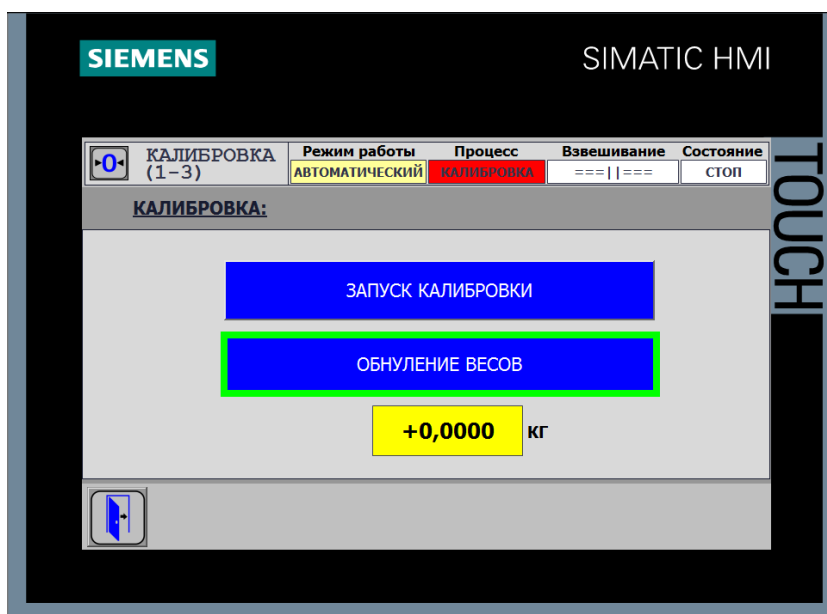 SIEMENS
SIMATIC HMI
TOUCH
0
КАЛИБРОВКА
(1-3)
Режим работы
АВТОМАТИЧЕСКИЙ
Процесс
КАЛИБРОВКА
Взвешивание
===||===
Состояние
СТОП
КАЛИБРОВКА:
ЗАПУСК КАЛИБРОВКИ
ОБНУЛЕНИЕ ВЕСОВ
+0,0000 кг